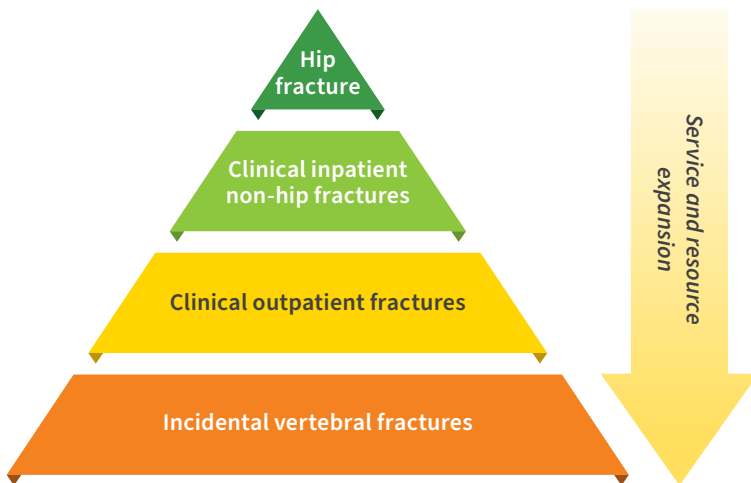 Hip
fracture
Clinical inpatient
non-hip fractures
Clinical outpatient fractures
Incidental vertebral fractures
Service and resource
expansion